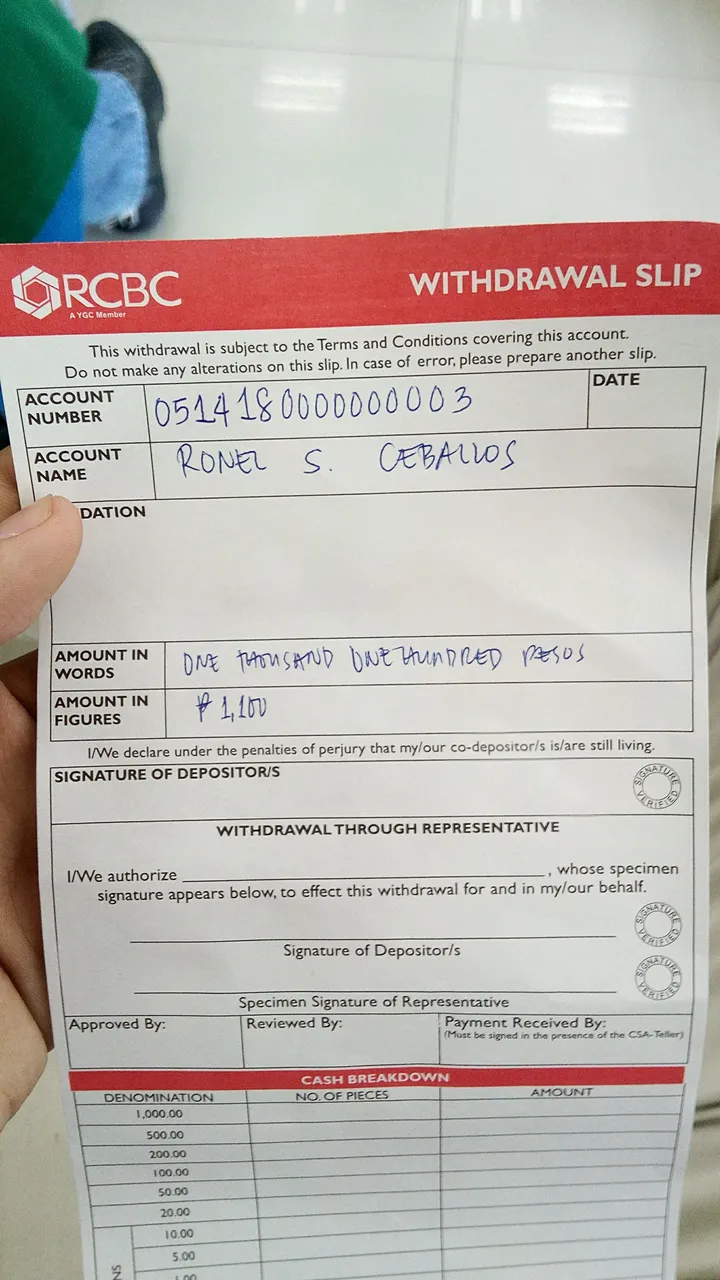 RCBC
A YGC Member
WITHDRAWAL SLIP
This withdrawal is subject to the Terms and Conditions covering this account.
Do not make any alterations on this slip. In case of error, please prepare another slip.
ACCOUNT NUMBER 0514180000000003
DATE
ACCOUNT NAME RONEL S. CEBALLOS
DATION
AMOUNT IN WORDS ONE THOUSAND ONE HUNDRED PESOS
AMOUNT IN FIGURES ₱ 1,100
I/We declare under the penalties of perjury that my/our co-depositor/s is/are still living.
SIGNATURE OF DEPOSITOR/S
SIGNATURE VERIFIED
WITHDRAWAL THROUGH REPRESENTATIVE
I/We authorize ____, whose specimen
signature appears below, to effect this withdrawal for and in my/our behalf.
SIGNATURE VERIFIED
Signature of Depositor/s
SIGNATURE VERIFIED
Specimen Signature of Representative
Approved By:
Reviewed By:
Payment Received By:
(Must be signed in the presence of the CSA-Teller)
CASH BREAKDOWN
DENOMINATION NO. OF PIECES AMOUNT
1,000.00
500.00
200.00
100.00
50.00
20.00
10.00
5.00
1.00